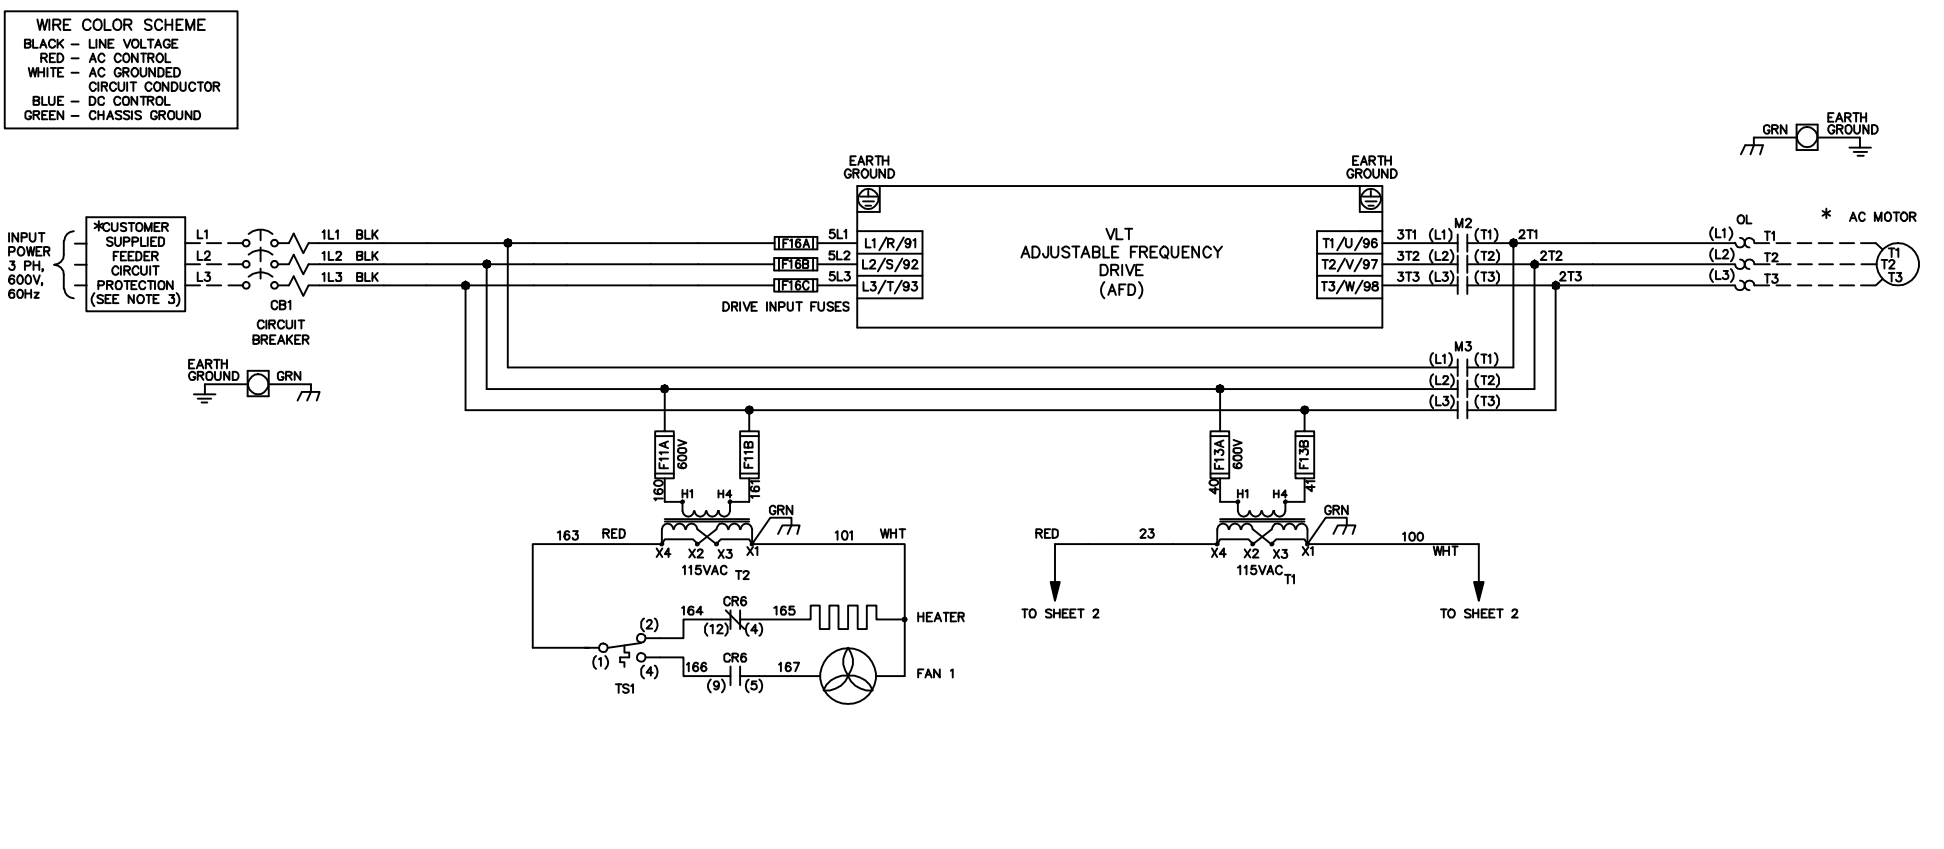 WIRE COLOR SCHEME
BLACK – LINE VOLTAGE
RED – AC CONTROL
WHITE – AC GROUNDED
CIRCUIT CONDUCTOR
BLUE – DC CONTROL
GREEN – CHASSIS GROUND
GRN
EARTH
GROUND
EARTH
GROUND
EARTH
GROUND
INPUT
POWER
3 PH,
600V,
60Hz
*CUSTOMER
SUPPLIED
FEEDER
CIRCUIT
PROTECTION
(SEE NOTE 3)
L1
L2
L3
CB1
CIRCUIT
BREAKER
1L1 BLK
1L2 BLK
1L3 BLK
F16A
F16B
F16C
5L1
5L2
5L3
DRIVE INPUT FUSES
L1/R/91
L2/S/92
L3/T/93
VLT
ADJUSTABLE FREQUENCY
DRIVE
(AFD)
T1/U/96
T2/V/97
T3/W/98
M2
3T1 (L1) (T1) 2T1
3T2 (L2) (T2) 2T2
3T3 (L3) (T3) 2T3
OL
(L1) T1
(L2) T2
(L3) T3
* AC MOTOR
T1
T2
T3
EARTH
GROUND
GRN
M3
(L1) (T1)
(L2) (T2)
(L3) (T3)
F11A
600V
F11B
160
161
H1 H4
GRN
163 RED
101 WHT
X4 X2 X3 X1
115VAC T2
F13A
600V
F13B
40
41
H1 H4
GRN
RED 23
100
WHT
X4 X2 X3 X1
115VAC T1
TO SHEET 2
TO SHEET 2
CR6
164 165
(12) (4)
HEATER
(2)
(1)
(4)
TS1
CR6
166 167
(9) (5)
FAN 1